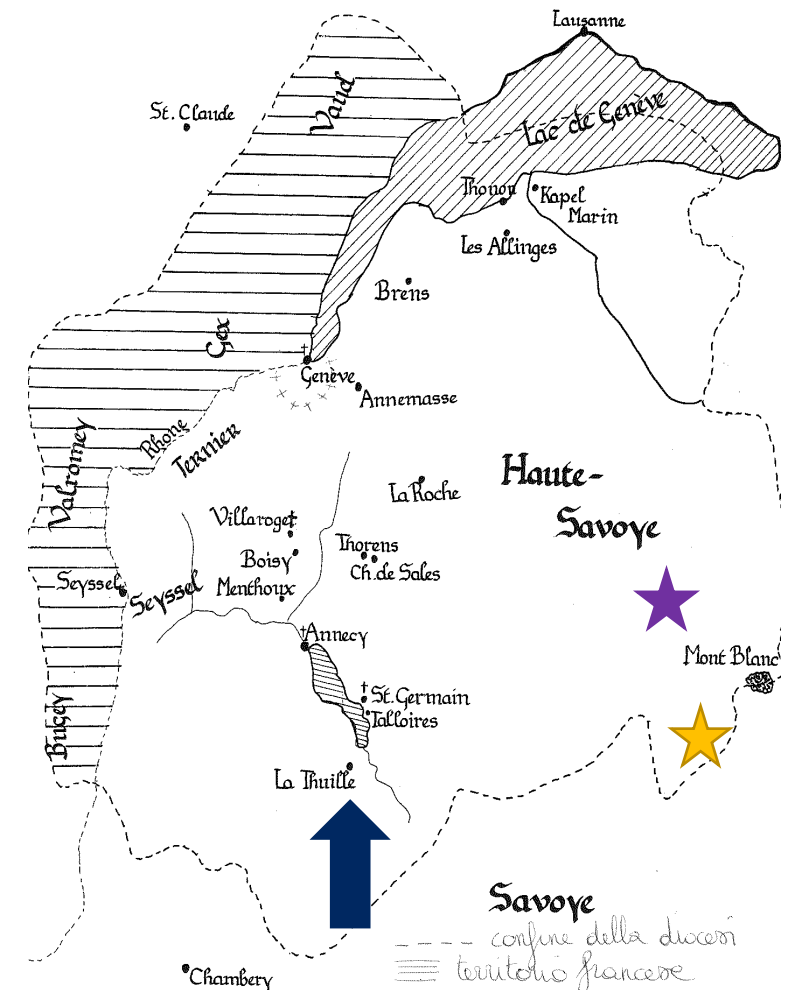 Lausanne
Vaud
St. Claude
Lac de Genève
Thonon
Kapel
Marin
Les Allinges
Brens
Gex
Genève
Annemasse
Rhone
Ternier
Valromey
Haute-
Savoye
La Roche
Villaroget
Thorens
Boisy
Ch. de Sales
Menthoux
Seyssel
Seyssel
Annecy
Mont Blanc
St. Germain
Talloires
Bugey
La Thuille
Savoye
confine della diocesi
territorio francese
Chambery